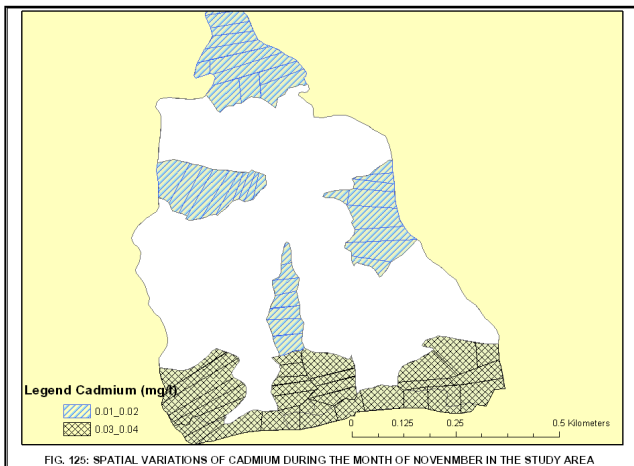 Legend Cadmium (mg/l)
0.01_0.02
0.03_0.04
0 0.125 0.25 0.5 Kilometers
FIG. 125: SPATIAL VARIATIONS OF CADMIUM DURING THE MONTH OF NOVENMBER IN THE STUDY AREA